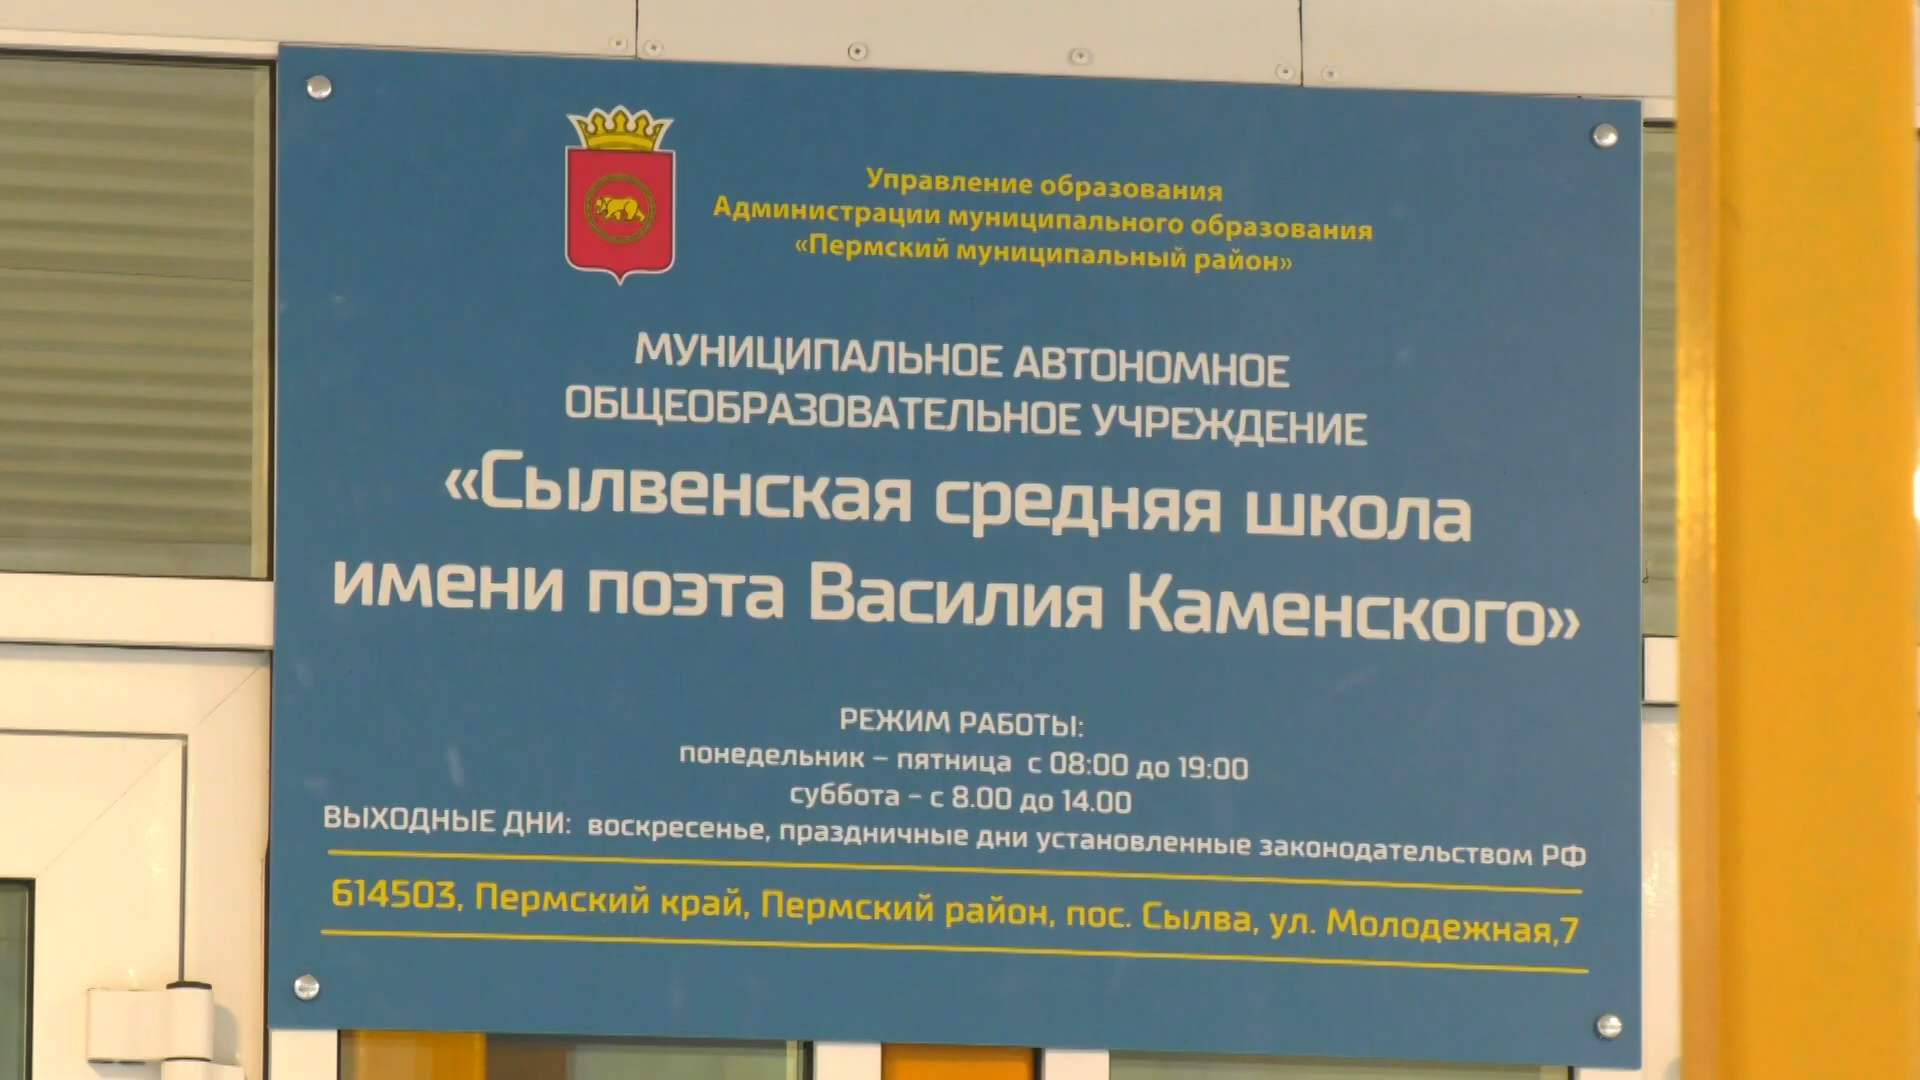 Управление образования
Администрации муниципального образования
«Пермский муниципальный район»
МУНИЦИПАЛЬНОЕ АВТОНОМНОЕ
ОБЩЕОБРАЗОВАТЕЛЬНОЕ УЧРЕЖДЕНИЕ
«Сылвенская средняя школа
имени поэта Василия Каменского»
РЕЖИМ РАБОТЫ:
понедельник – пятница с 08:00 до 19:00
суббота – с 8.00 до 14.00
ВЫХОДНЫЕ ДНИ: воскресенье, праздничные дни установленные законодательством РФ
614503, Пермский край, Пермский район, пос. Сылва, ул. Молодежная,7